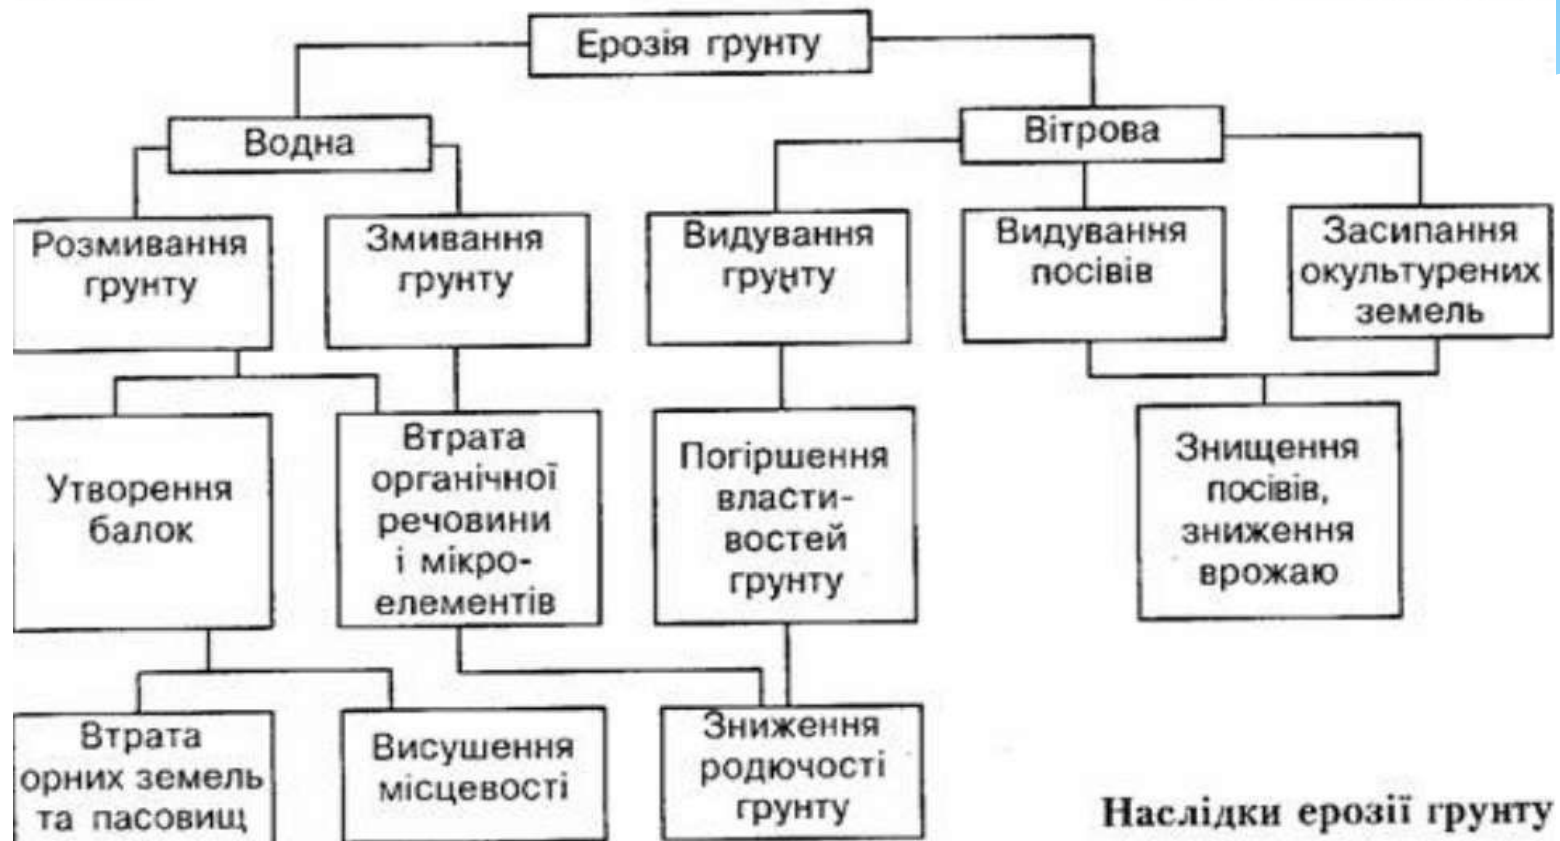 Ерозія грунту
Водна
Вітрова
Розмивання
грунту
Змивання
грунту
Видування
грунту
Видування
посівів
Засипання
окультурених
земель
Утворення
балок
Втрата
органічної
речовини
і мікро-
елементів
Погіршення
власти-
востей
грунту
Знищення
посівів,
зниження
врожаю
Втрата
орних земель
та пасовищ
Висушення
місцевості
Зниження
родючості
грунту
Наслідки ерозії грунту